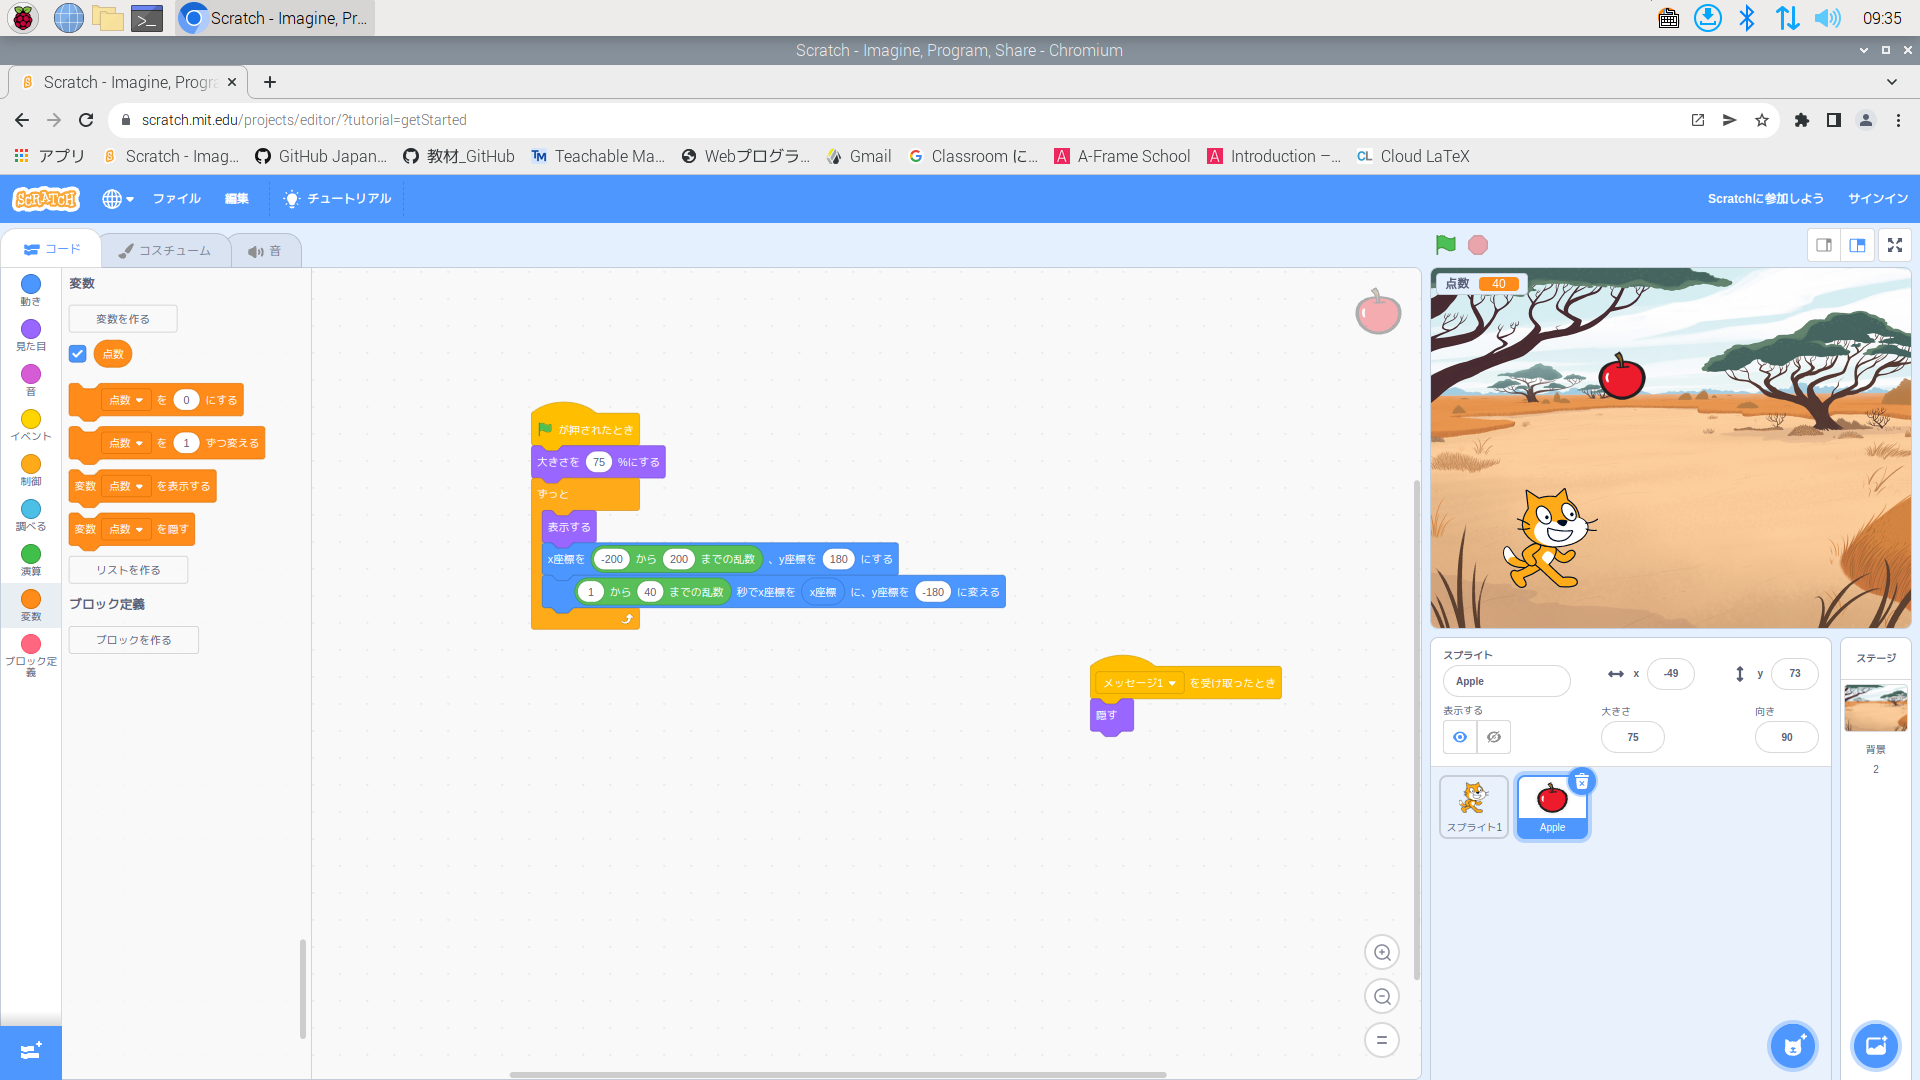 Scratch - Imagine, Pr...
09:35
Scratch - Imagine, Program, Share - Chromium
Scratch - Imagine, Progra
scratch.mit.edu/projects/editor/?tutorial=getStarted
アプリ
Scratch - Imag...
GitHub Japan...
教材_GitHub
Teachable Ma...
Webプログラ...
Gmail
Classroom に...
A-Frame School
Introduction –...
Cloud LaTeX
SCRATCH
ファイル
編集
チュートリアル
Scratchに参加しよう
サインイン
コード
コスチューム
音
動き
見た目
音
イベント
制御
調べる
演算
変数
ブロック定義
変数
変数を作る
点数
点数 を 0 にする
点数 を 1 ずつ変える
変数 点数 を表示する
変数 点数 を隠す
リストを作る
ブロック定義
ブロックを作る
が押されたとき
大きさを 75 %にする
ずっと
表示する
x座標を -200 から 200 までの乱数 、y座標を 180 にする
1 から 40 までの乱数 秒でx座標を x座標 に、y座標を -180 に変える
メッセージ1 を受け取ったとき
隠す
点数 40
スプライト
Apple
x -49
y 73
表示する
大きさ
75
向き
90
スプライト1
Apple
ステージ
背景
2